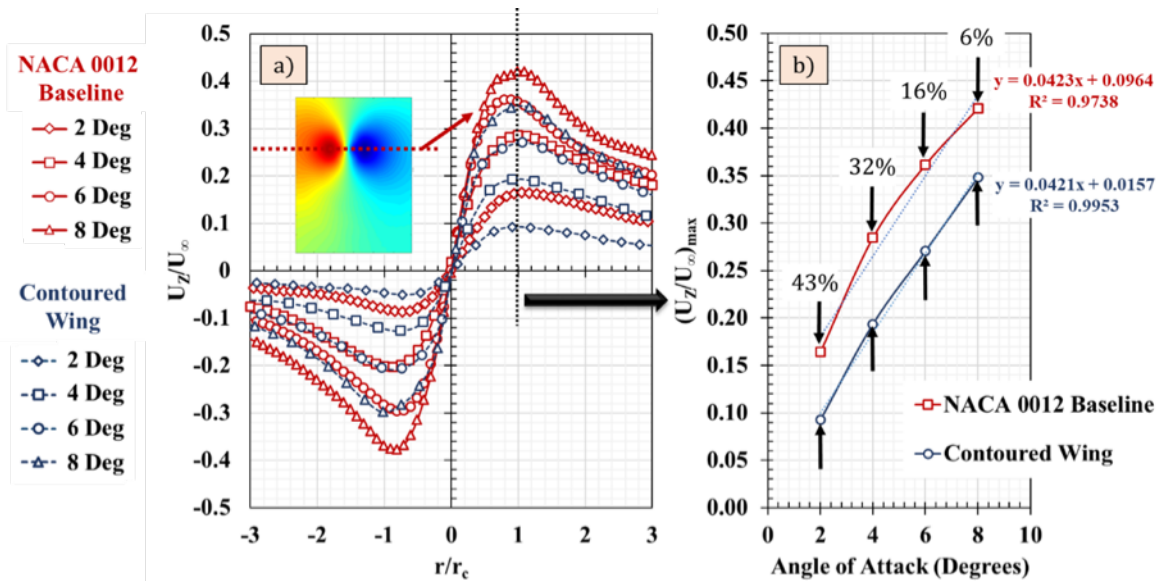 NACA 0012
Baseline
2 Deg
4 Deg
6 Deg
8 Deg
Contoured
Wing
2 Deg
4 Deg
6 Deg
8 Deg
a)
U_Z/U_∞
0.5
0.4
0.3
0.2
0.1
0
-0.1
-0.2
-0.3
-0.4
-0.5
-3 -2 -1 0 1 2 3
r/r_c
b)
(U_Z/U_∞)_max
0.50
0.45
0.40
0.35
0.30
0.25
0.20
0.15
0.10
0.05
0.00
0 2 4 6 8 10
Angle of Attack (Degrees)
43%
32%
16%
6%
y = 0.0423x + 0.0964
R² = 0.9738
y = 0.0421x + 0.0157
R² = 0.9953
NACA 0012 Baseline
Contoured Wing